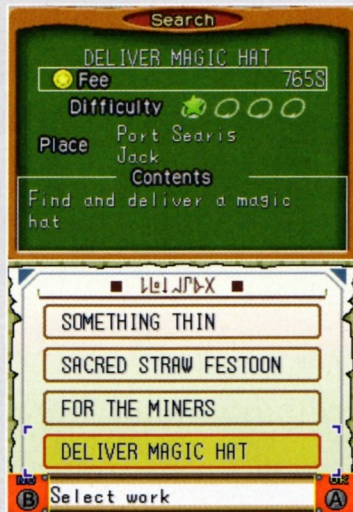 Search
DELIVER MAGIC HAT
Fee 765S
Difficulty
Place Port Searis
Jack
Contents
Find and deliver a magic
hat
SOMETHING THIN
SACRED STRAW FESTOON
FOR THE MINERS
DELIVER MAGIC HAT
B Select work A